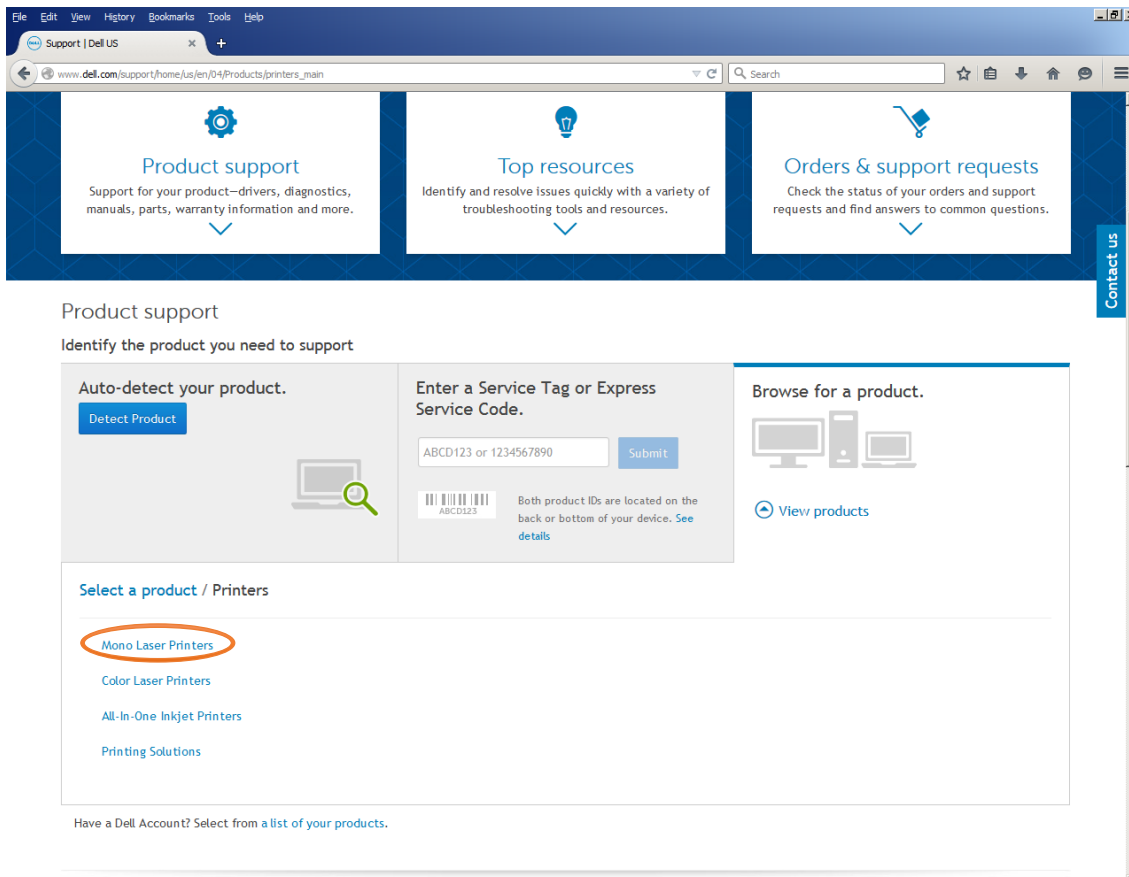 File Edit View History Bookmarks Tools Help
Support | Dell US
www.dell.com/support/home/us/en/04/Products/printers_main
Search
Product support
Support for your product—drivers, diagnostics,
manuals, parts, warranty information and more.
Top resources
Identify and resolve issues quickly with a variety of
troubleshooting tools and resources.
Orders & support requests
Check the status of your orders and support
requests and find answers to common questions.
Contact us
Product support
Identify the product you need to support
Auto-detect your product.
Detect Product
Enter a Service Tag or Express
Service Code.
ABCD123 or 1234567890
Submit
ABCD123
Both product IDs are located on the
back or bottom of your device. See
details
Browse for a product.
View products
Select a product / Printers
Mono Laser Printers
Color Laser Printers
All-In-One Inkjet Printers
Printing Solutions
Have a Dell Account? Select from a list of your products.